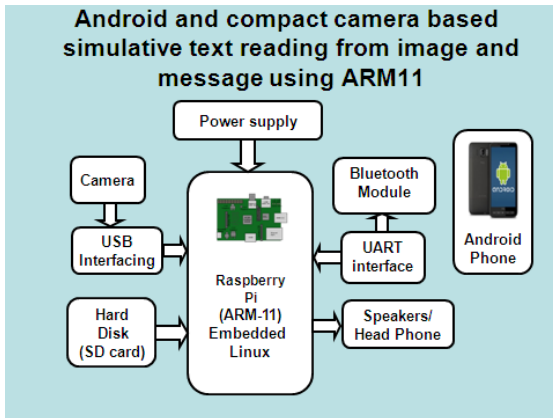 Android and compact camera based
simulative text reading from image and
message using ARM11
Power supply
Camera
USB
Interfacing
Hard
Disk
(SD card)
Raspberry
Pi
(ARM-11)
Embedded
Linux
Bluetooth
Module
UART
interface
Speakers/
Head Phone
Android
Phone